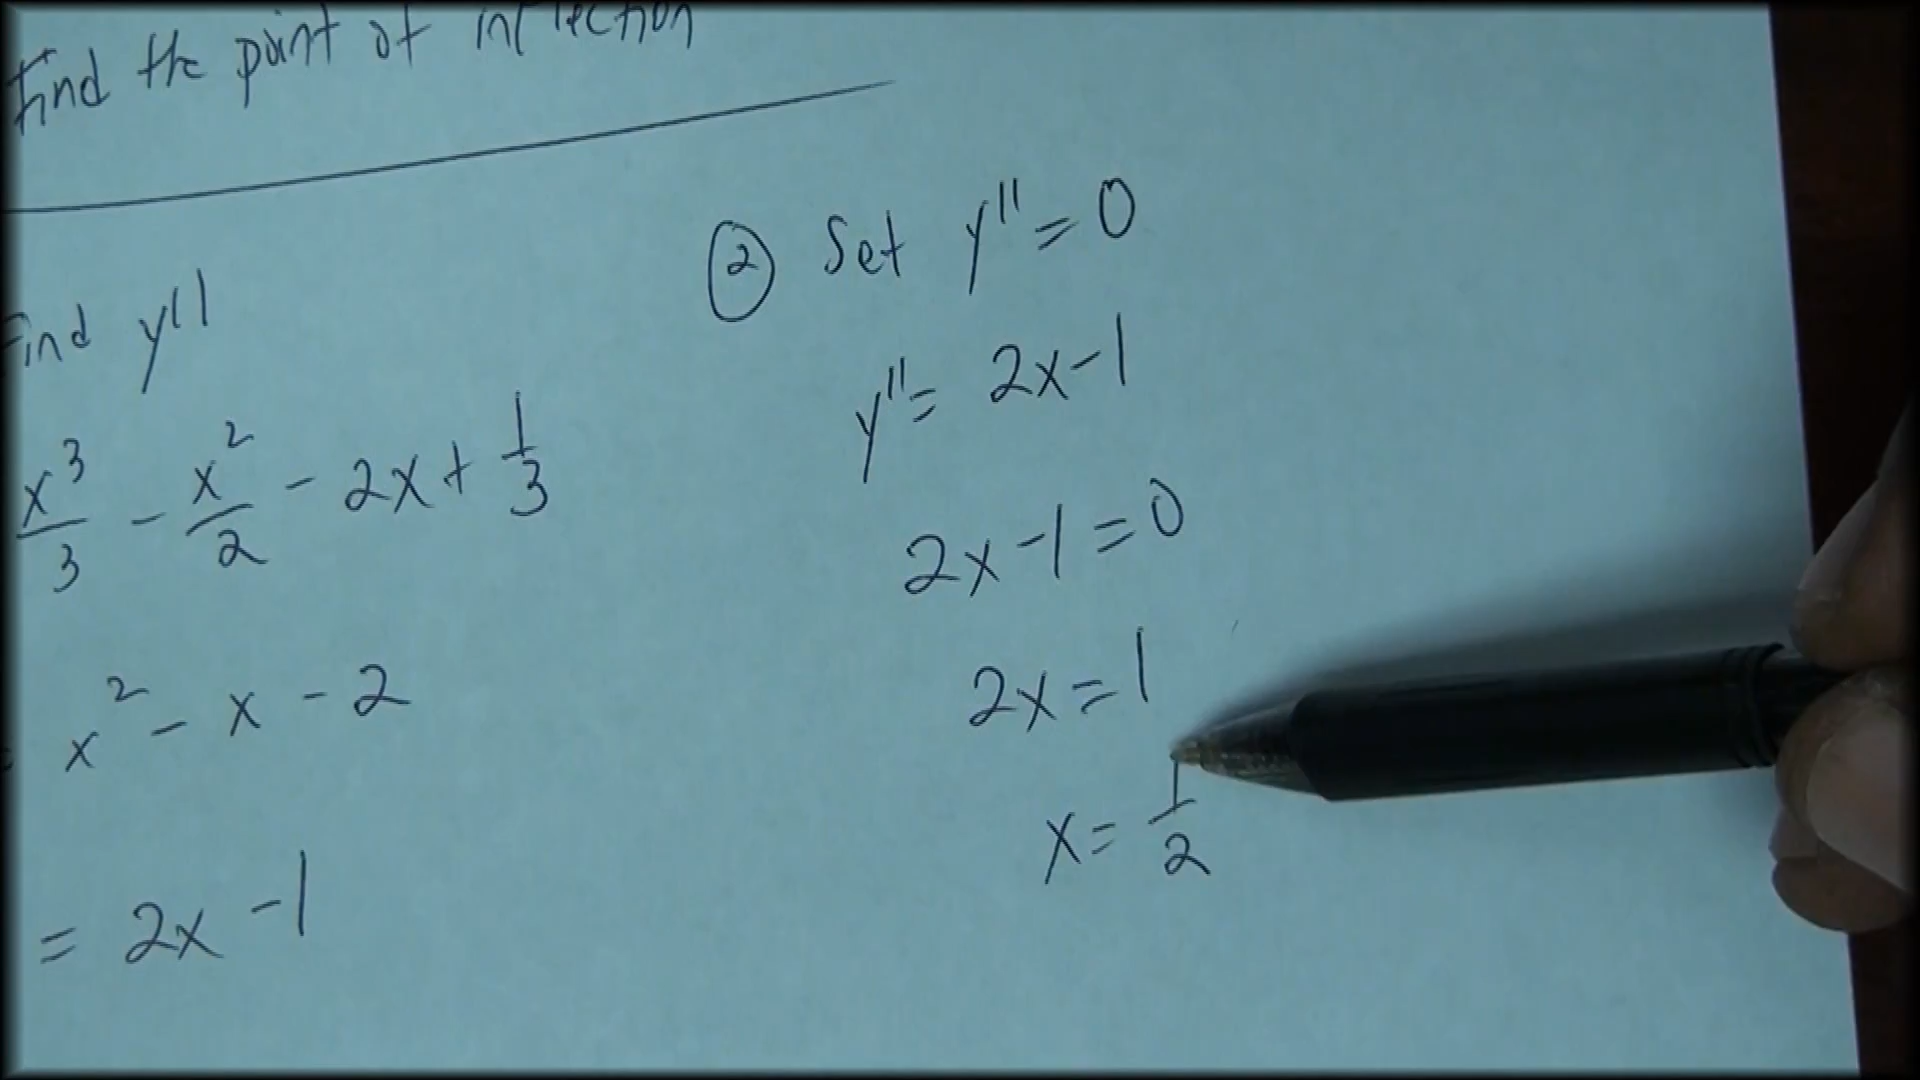 Find the point of inflection
Find y''
x³/3 - x²/2 - 2x + 1/3
= x² - x - 2
= 2x - 1
② Set y'' = 0
y'' = 2x - 1
2x - 1 = 0
2x = 1
x = 1/2